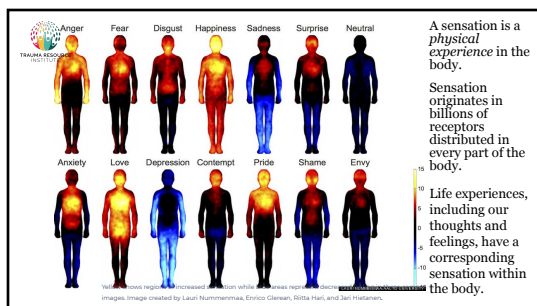 TRAUMA RESOURCE
INSTITUTE
Anger Fear Disgust Happiness Sadness Surprise Neutral
Anxiety Love Depression Contempt Pride Shame Envy
15
10
5
0
-5
-10
A sensation is a
physical
experience in the
body.
Sensation
originates in
billions of
receptors
distributed in
every part of the
body.
Life experiences,
including our
thoughts and
feelings, have a
corresponding
sensation within
the body.
Yellow shows regions of increased sensation while blue areas represent decreased
images. Image created by Lauri Nummenmaa, Enrico Glerean, Riitta Hari, and Jari Hietanen.